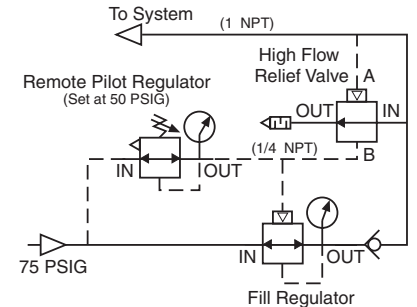 To System
(1 NPT)
High Flow
Relief Valve
A
Remote Pilot Regulator
(Set at 50 PSIG)
OUT
IN
(1/4 NPT)
B
IN
OUT
IN
OUT
75 PSIG
Fill Regulator